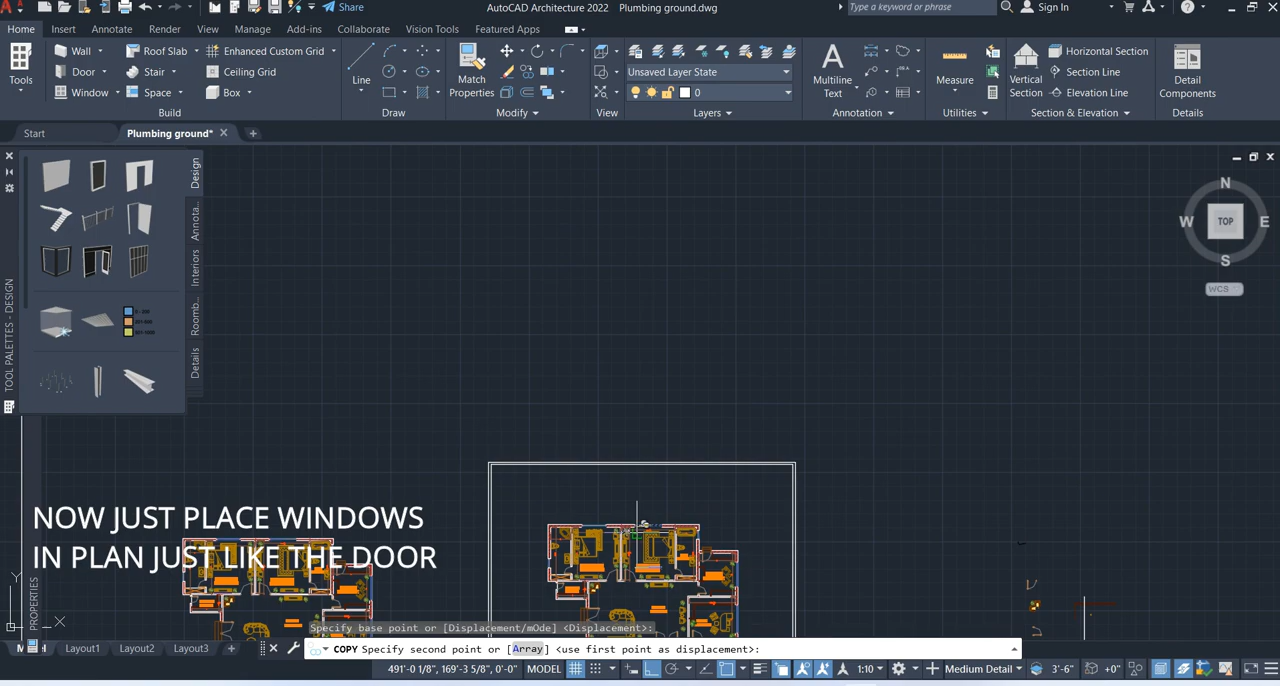 Share
AutoCAD Architecture 2022 Plumbing ground.dwg
Type a keyword or phrase
Sign In
Home Insert Annotate Render View Manage Add-ins Collaborate Vision Tools Featured Apps
Wall Roof Slab Enhanced Custom Grid
Horizontal Section
Door Stair Ceiling Grid
Unsaved Layer State
Section Line
Tools
Line
Match
Properties
Multiline
Text
Measure
Vertical
Section
Detail
Components
Window Space Box
0
Elevation Line
Build Draw Modify View Layers Annotation Utilities Section & Elevation Details
Start Plumbing ground*
Design
Annota...
Interiors
Roomb...
Details
TOOL PALETTES - DESIGN
N
W TOP E
S
WCS
NOW JUST PLACE WINDOWS
IN PLAN JUST LIKE THE DOOR
PROPERTIES
Y
X
Specify base point or [Displacement/mOde] <Displacement>:
Layout1 Layout2 Layout3
COPY Specify second point or [Array] <use first point as displacement>:
491'-0 1/8", 169'-3 5/8", 0'-0" MODEL 1:10 Medium Detail 3'-6" +0"